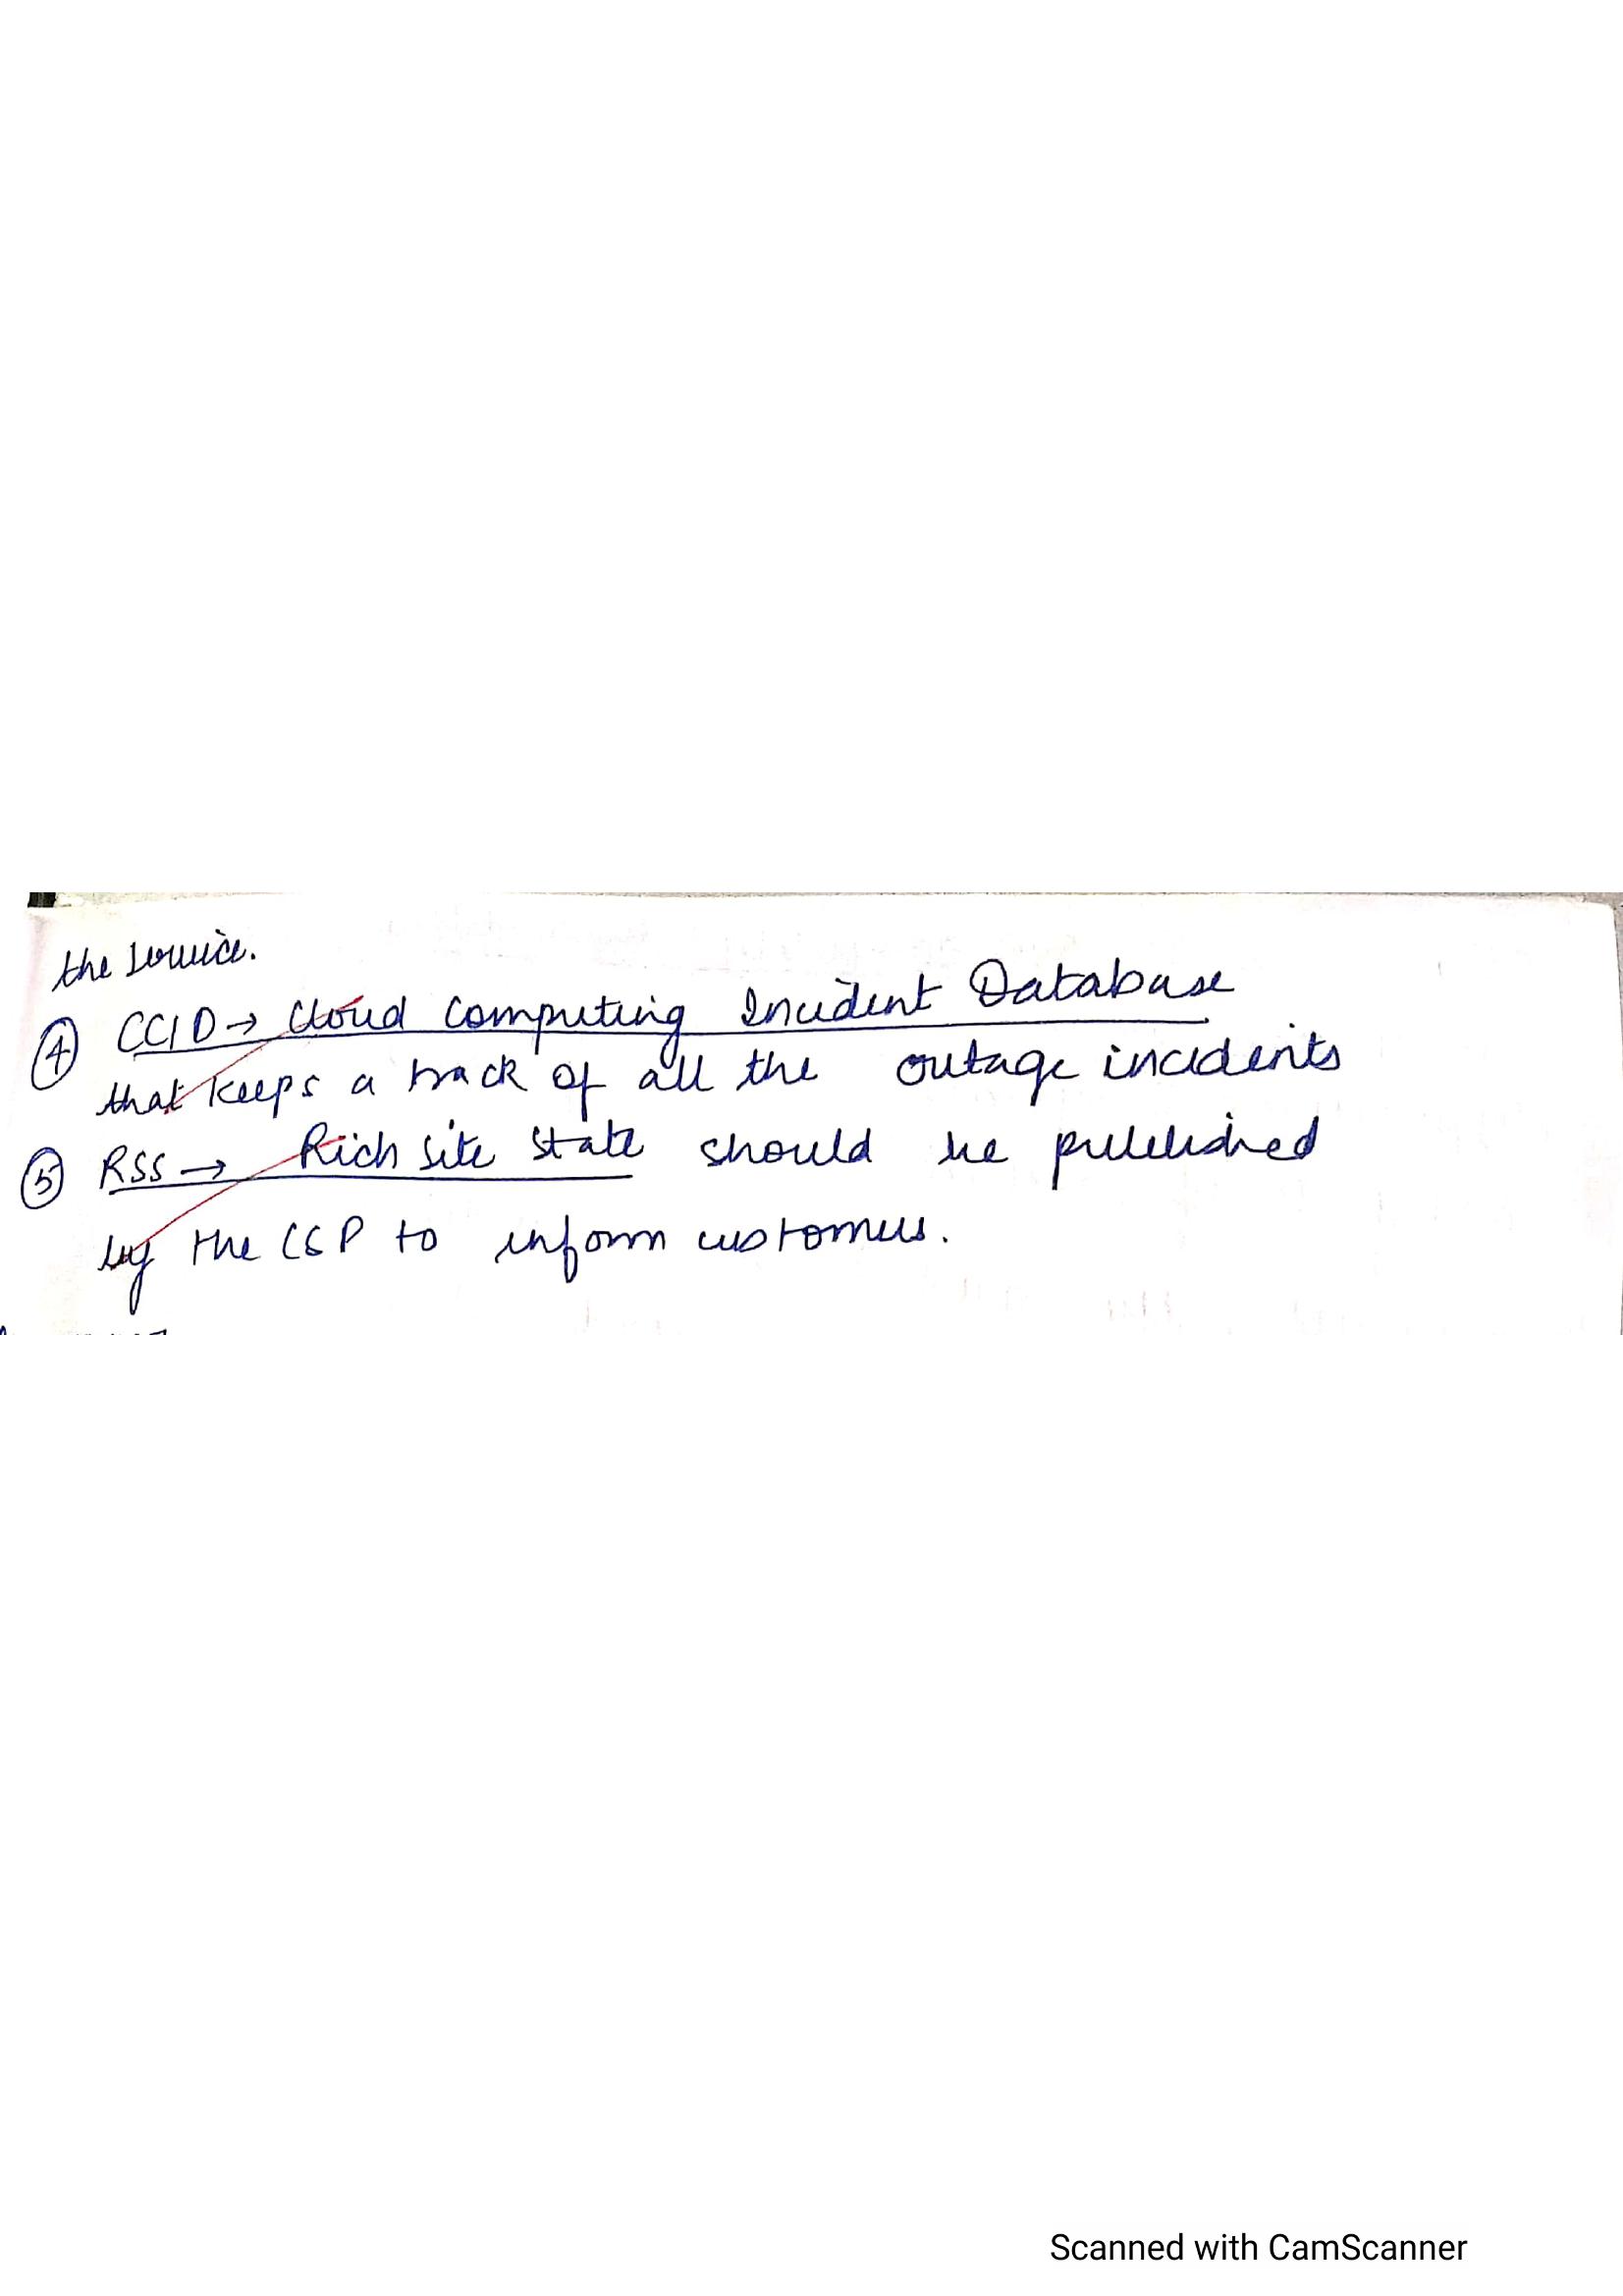 the service.
④ CCID → Cloud Computing Incident Database
that keeps a track of all the outage incidents
⑤ RSS → Rich Site State should be published
by the CSP to inform customers.
Scanned with CamScanner